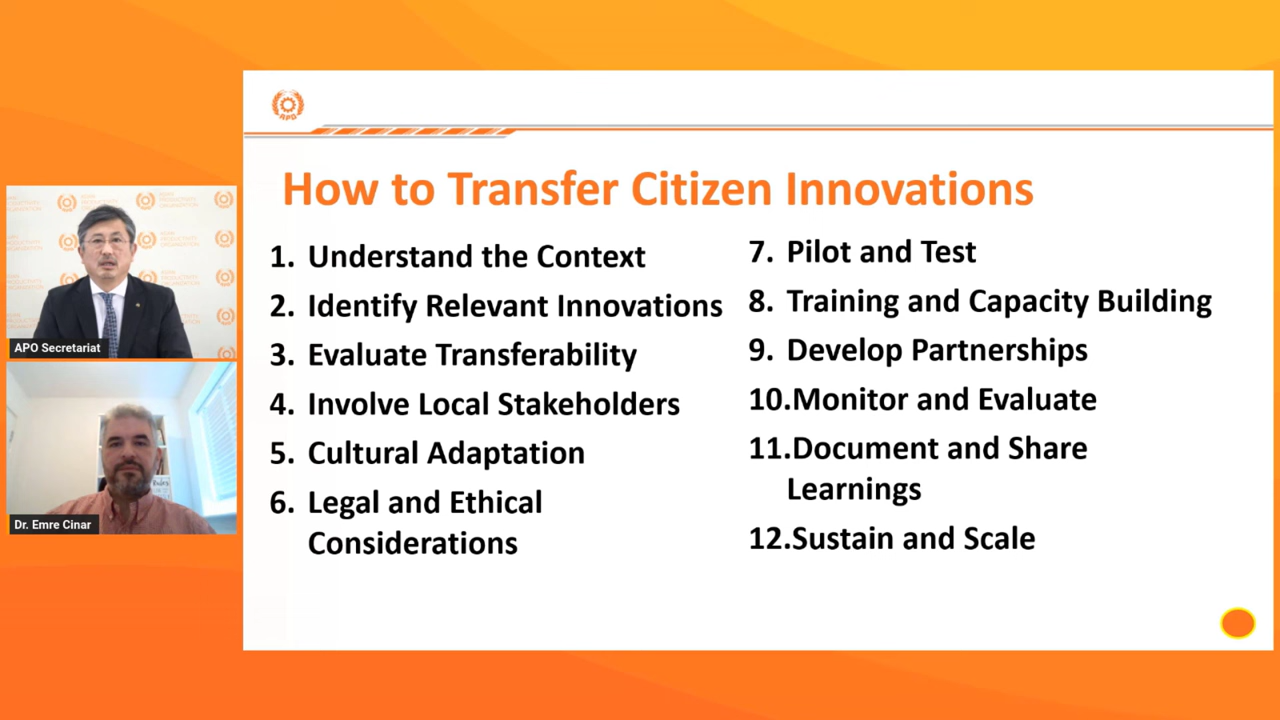 APO
How to Transfer Citizen Innovations
1. Understand the Context
2. Identify Relevant Innovations
3. Evaluate Transferability
4. Involve Local Stakeholders
5. Cultural Adaptation
6. Legal and Ethical
Considerations
7. Pilot and Test
8. Training and Capacity Building
9. Develop Partnerships
10.Monitor and Evaluate
11.Document and Share
Learnings
12.Sustain and Scale
ASIAN
PRODUCTIVITY
ORGANIZATION
APO Secretariat
Dr. Emre Cinar